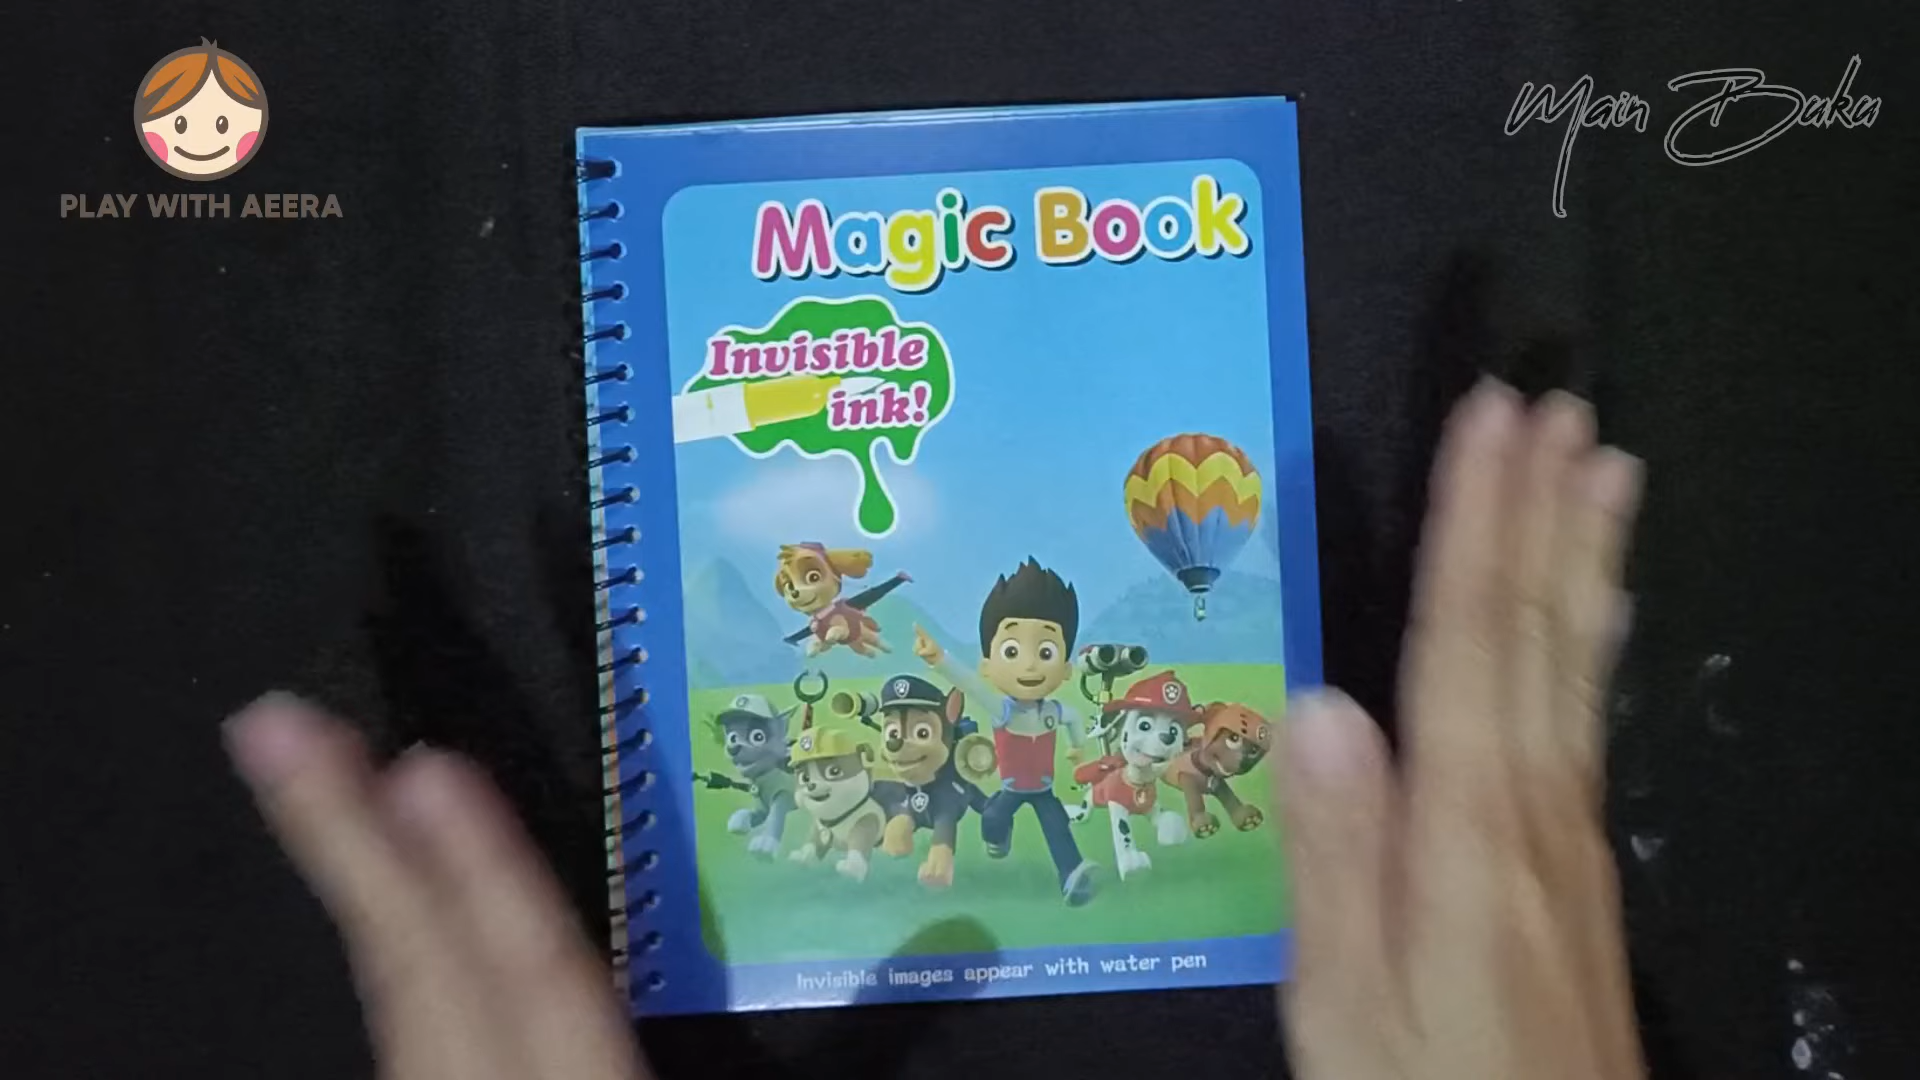 PLAY WITH AEERA
Main Buku
Magic Book
Invisible
ink!
Invisible images appear with water pen